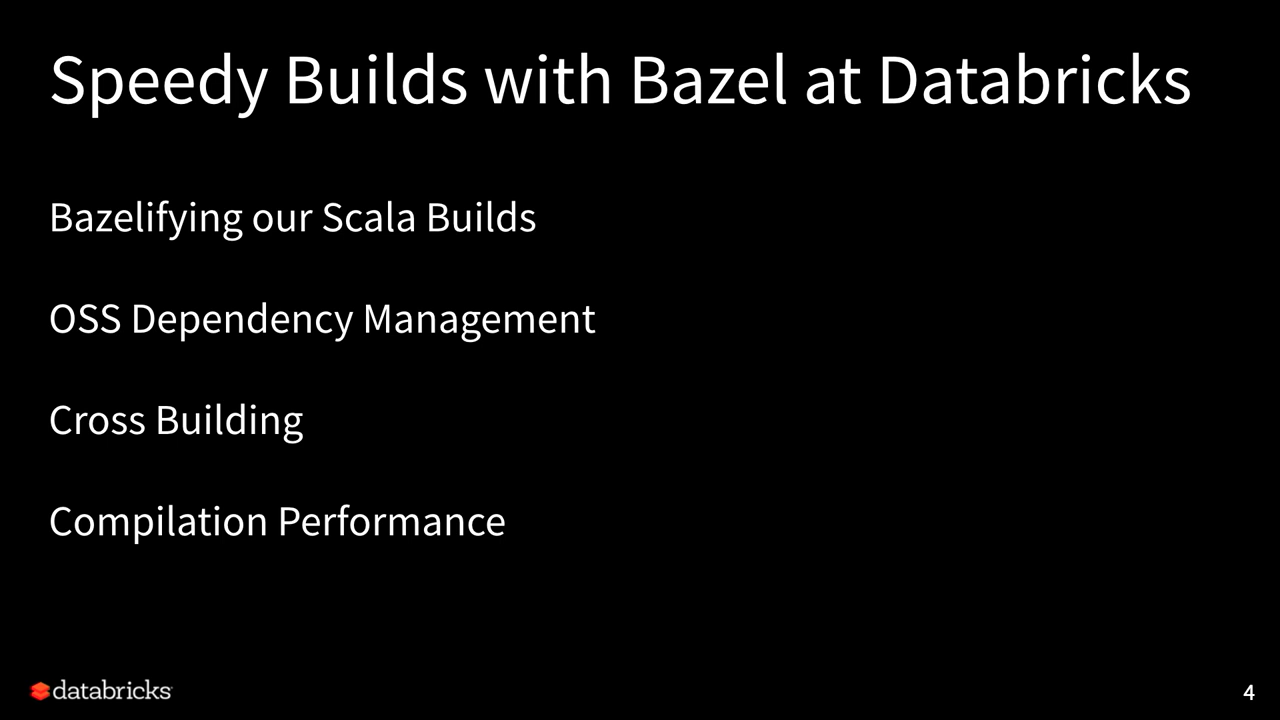 Speedy Builds with Bazel at Databricks
Bazelifying our Scala Builds
OSS Dependency Management
Cross Building
Compilation Performance
databricks
4